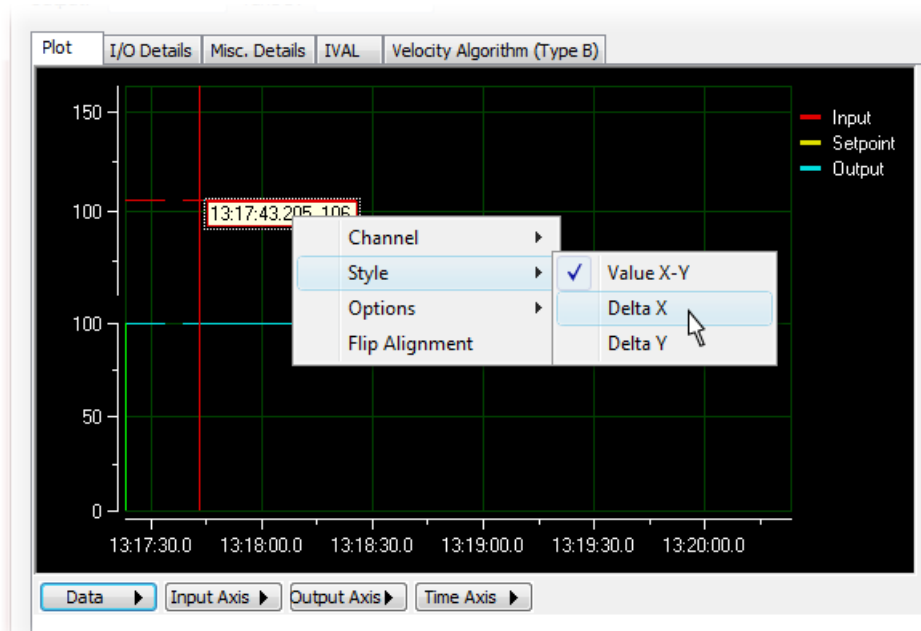 Plot
I/O Details
Misc. Details
IVAL
Velocity Algorithm (Type B)
150
100
100
50
0
Input
Setpoint
Output
13:17:43.205, 106
Channel
Style
Options
Flip Alignment
Value X-Y
Delta X
Delta Y
13:17:30.0
13:18:00.0
13:18:30.0
13:19:00.0
13:19:30.0
13:20:00.0
Data
Input Axis
Output Axis
Time Axis